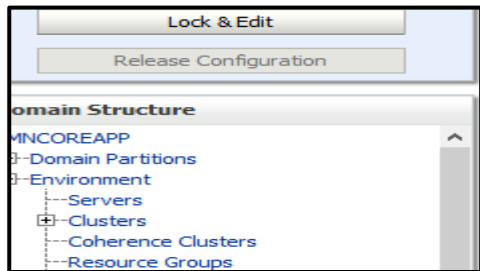 Lock & Edit
Release Configuration
omain Structure
MNCOREAPP
Domain Partitions
Environment
Servers
Clusters
Coherence Clusters
Resource Groups